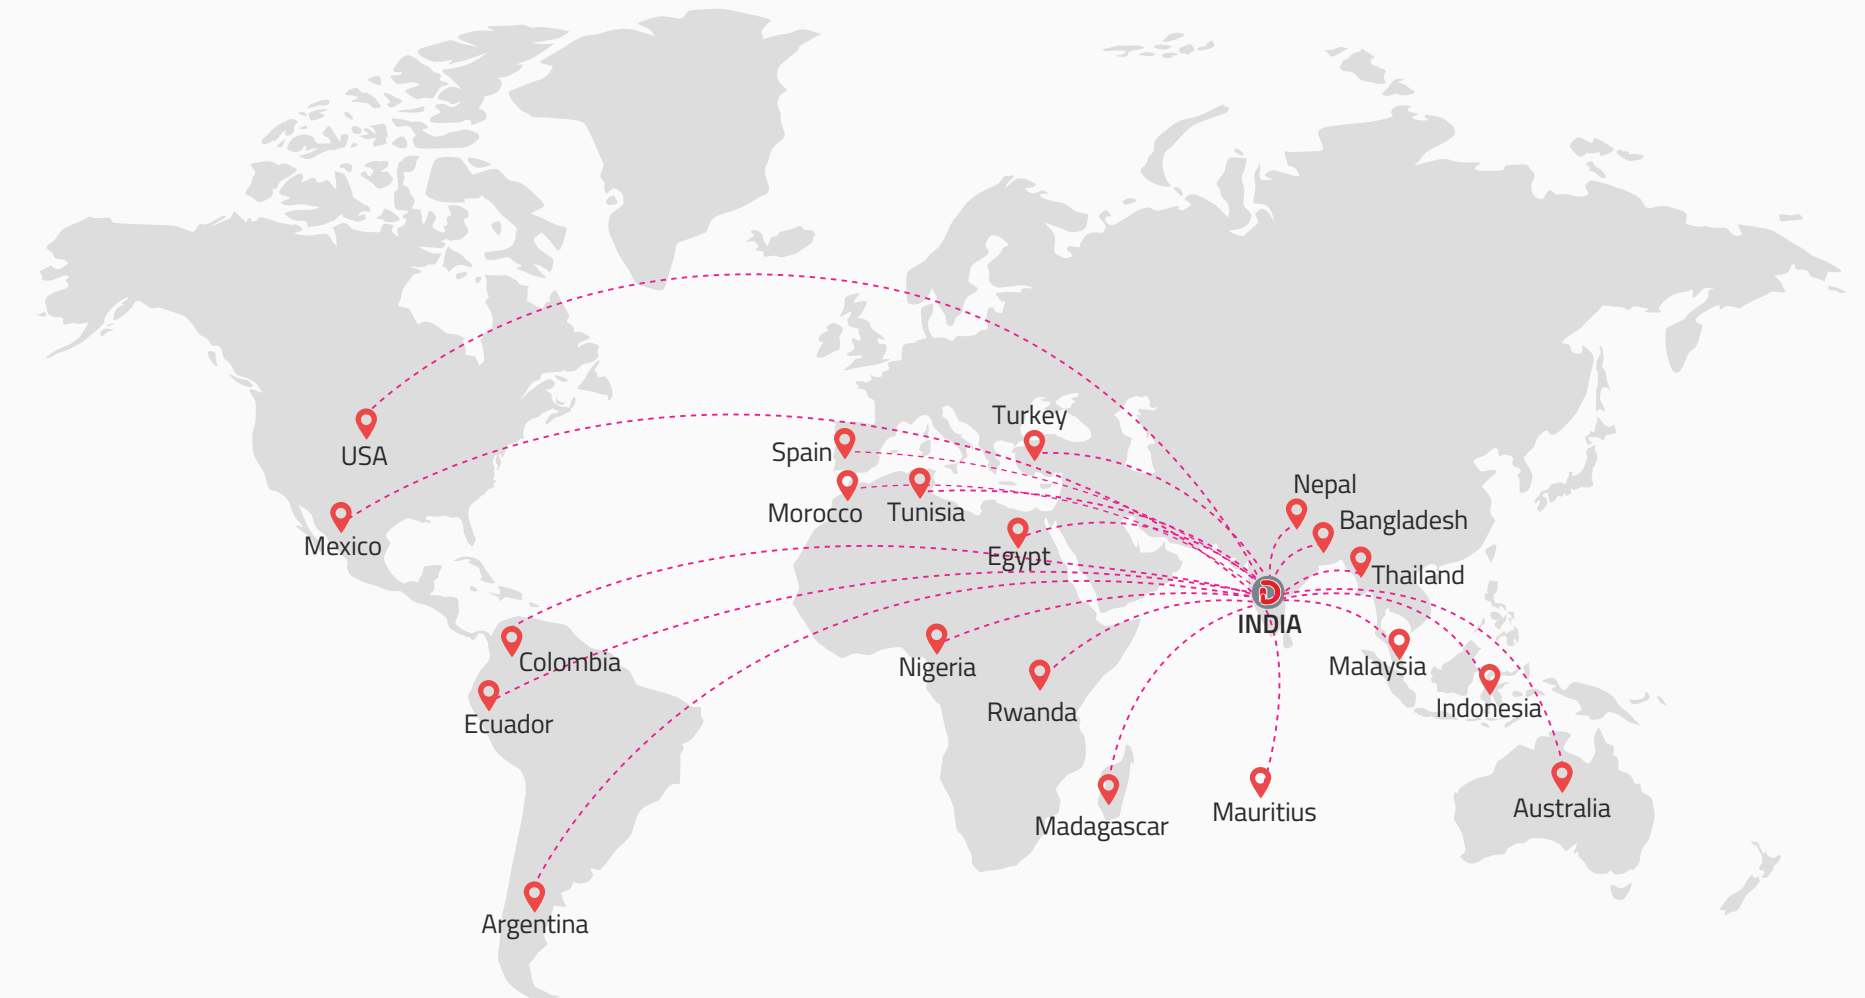 Turkey
Spain
USA
Nepal
Morocco
Tunisia
Bangladesh
Mexico
Egypt
Thailand
INDIA
Colombia
Nigeria
Malaysia
Ecuador
Rwanda
Indonesia
Madagascar
Mauritius
Australia
Argentina